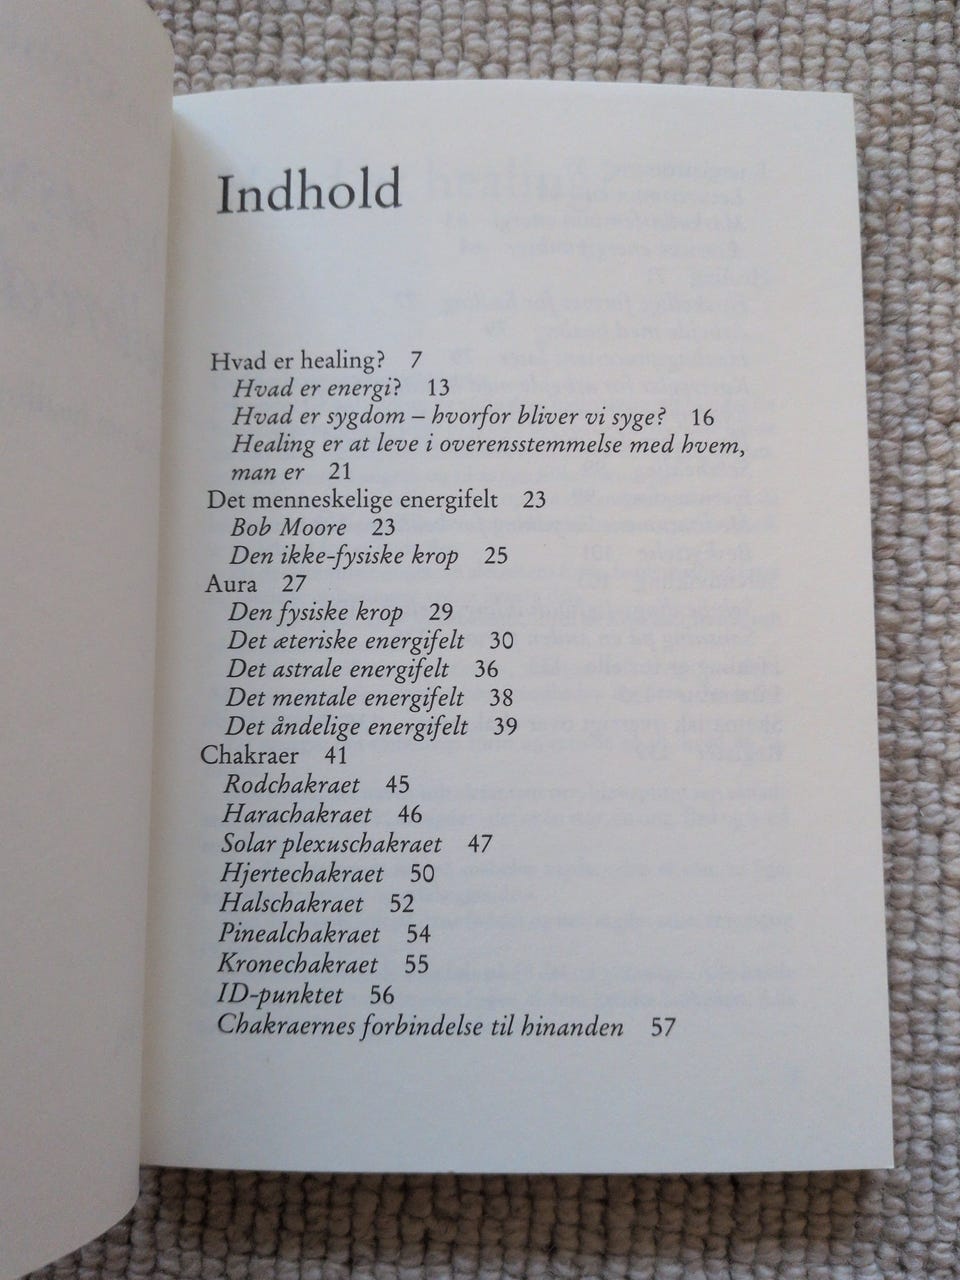 Indhold
Hvad er healing? 7
Hvad er energi? 13
Hvad er sygdom – hvorfor bliver vi syge? 16
Healing er at leve i overensstemmelse med hvem,
man er 21
Det menneskelige energifelt 23
Bob Moore 23
Den ikke-fysiske krop 25
Aura 27
Den fysiske krop 29
Det æteriske energifelt 30
Det astrale energifelt 36
Det mentale energifelt 38
Det åndelige energifelt 39
Chakraer 41
Rodchakraet 45
Harachakraet 46
Solar plexuschakraet 47
Hjertechakraet 50
Halschakraet 52
Pinealchakraet 54
Kronechakraet 55
ID-punktet 56
Chakraernes forbindelse til hinanden 57